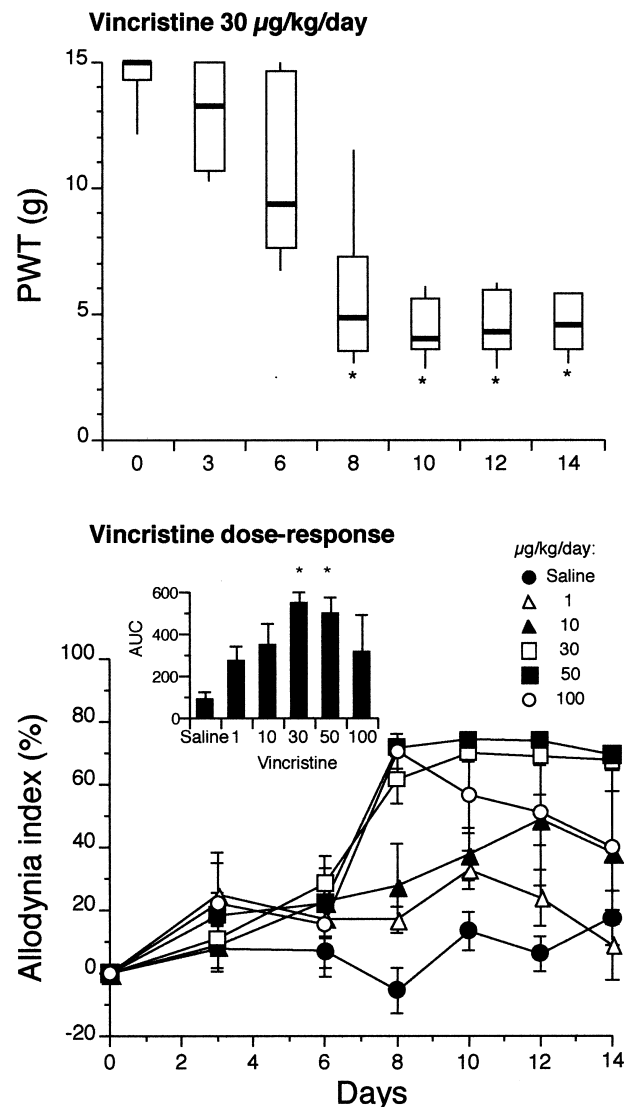 Vincristine 30 µg/kg/day
15
10
5
0
PWT (g)
0 3 6 8 10 12 14
* * * *
Vincristine dose-response
µg/kg/day:
Saline
1
10
30
50
100
* *
600
400
200
0
AUC
Saline 1 10 30 50 100
Vincristine
100
80
60
40
20
0
-20
Allodynia index (%)
0 2 4 6 8 10 12 14
Days